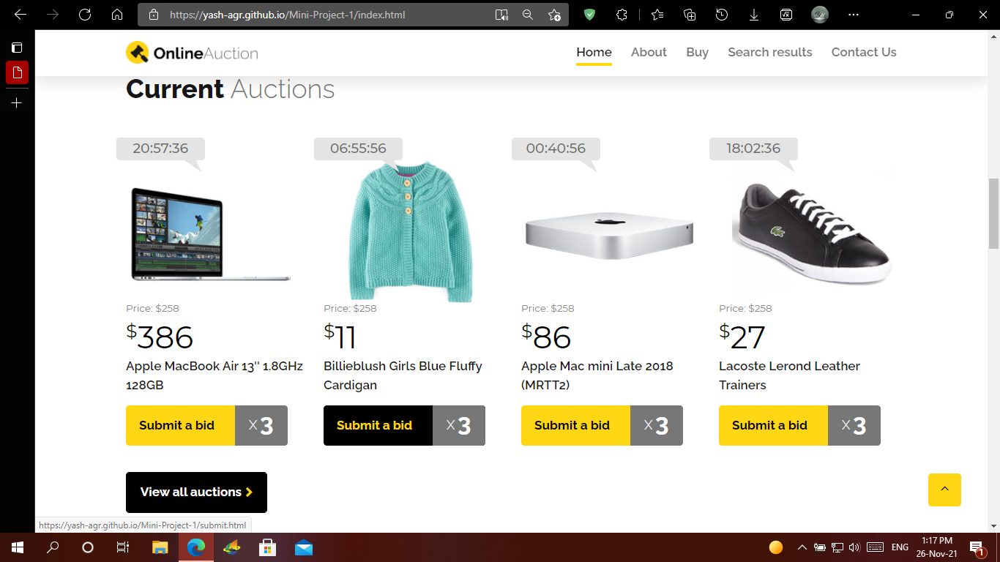 https://yash-agr.github.io/Mini-Project-1/index.html
OnlineAuction
Home About Buy Search results Contact Us
Current Auctions
20:57:36 06:55:56 00:40:56 18:02:36
Price: $258 Price: $258 Price: $258 Price: $258
$386 $11 $86 $27
Apple MacBook Air 13'' 1.8GHz Billieblush Girls Blue Fluffy Apple Mac mini Late 2018 Lacoste Lerond Leather
128GB Cardigan (MRTT2) Trainers
Submit a bid X 3 Submit a bid X 3 Submit a bid X 3 Submit a bid X 3
View all auctions
https://yash-agr.github.io/Mini-Project-1/submit.html
ENG 1:17 PM
26-Nov-21 1